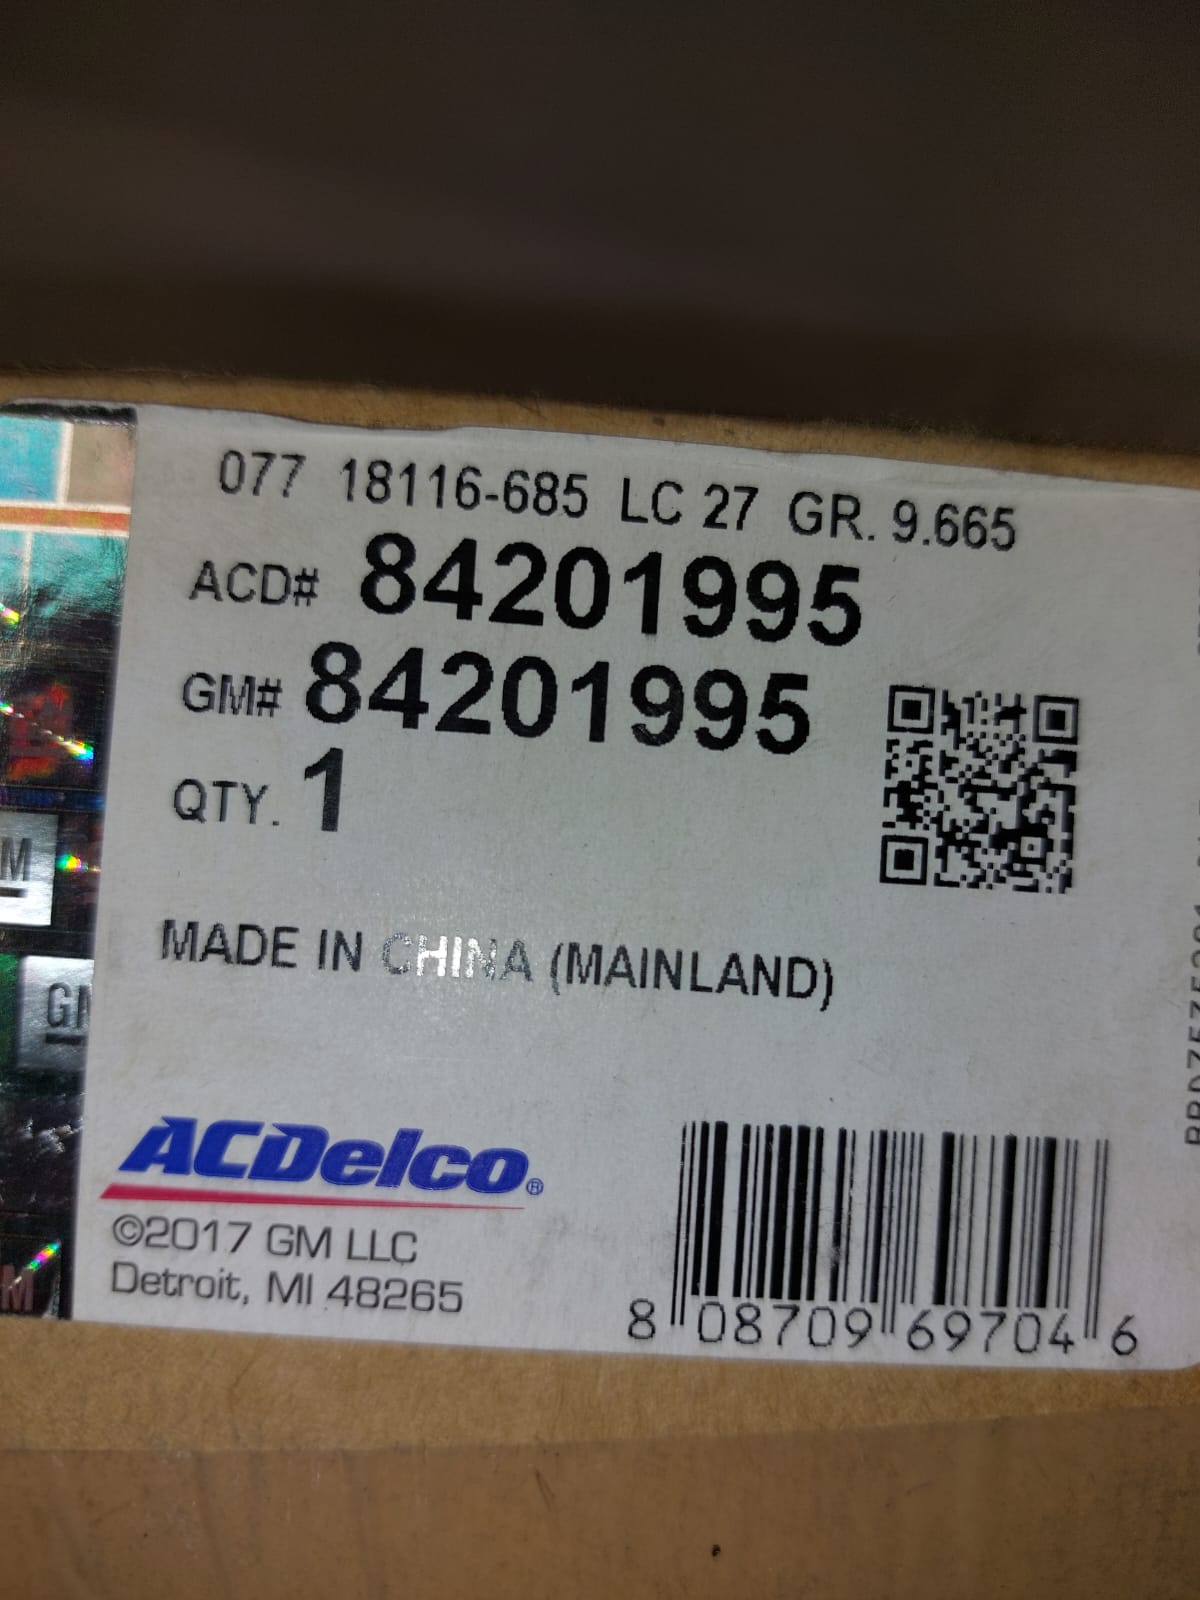 077 18116-685 LC 27 GR. 9.665
ACD# 84201995
GM# 84201995
QTY. 1
MADE IN CHINA (MAINLAND)
ACDelco®
©2017 GM LLC
Detroit, MI 48265
8 08709 69704 6
GM